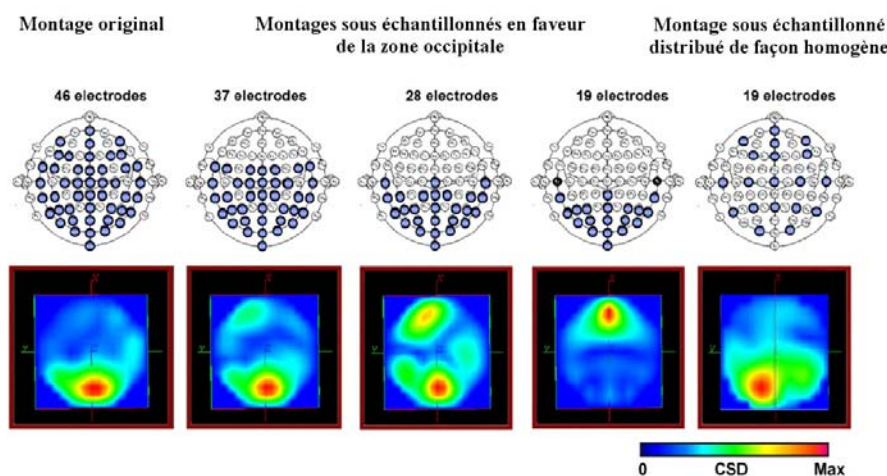 Montage original
Montages sous échantillonnés en faveur
de la zone occipitale
Montage sous échantillonné
distribué de façon homogène
46 electrodes
37 electrodes
28 electrodes
19 electrodes
19 electrodes
0 CSD Max